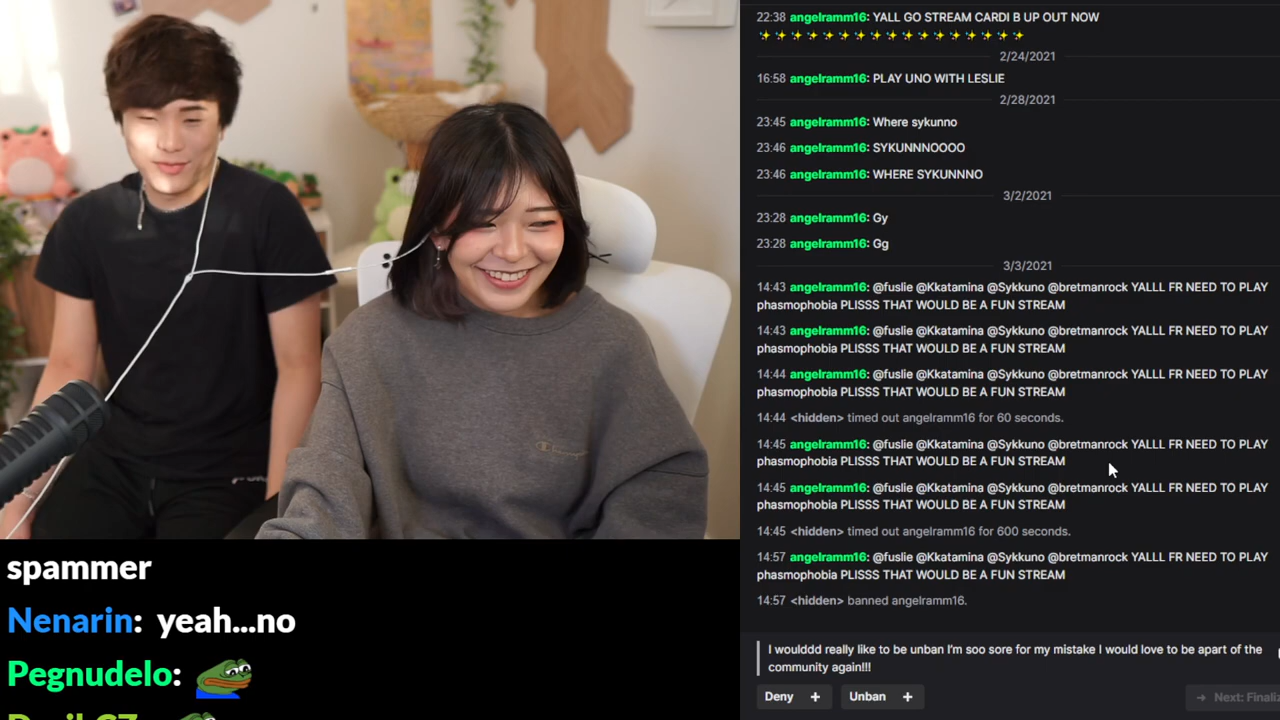 22:38 angelramm16: YALL GO STREAM CARDI B UP OUT NOW
✨✨✨✨✨✨✨✨✨✨✨✨✨✨✨✨✨
2/24/2021
16:58 angelramm16: PLAY UNO WITH LESLIE
2/28/2021
23:45 angelramm16: Where sykunno
23:46 angelramm16: SYKUNNNOOOO
23:46 angelramm16: WHERE SYKUNNNO
3/2/2021
23:28 angelramm16: Gy
23:28 angelramm16: Gg
3/3/2021
14:43 angelramm16: @fuslie @Kkatamina @Sykkuno @bretmanrock YALLL FR NEED TO PLAY
phasmophobia PLISSS THAT WOULD BE A FUN STREAM
14:43 angelramm16: @fuslie @Kkatamina @Sykkuno @bretmanrock YALLL FR NEED TO PLAY
phasmophobia PLISSS THAT WOULD BE A FUN STREAM
14:44 angelramm16: @fuslie @Kkatamina @Sykkuno @bretmanrock YALLL FR NEED TO PLAY
phasmophobia PLISSS THAT WOULD BE A FUN STREAM
14:44 <hidden> timed out angelramm16 for 60 seconds.
14:45 angelramm16: @fuslie @Kkatamina @Sykkuno @bretmanrock YALLL FR NEED TO PLAY
phasmophobia PLISSS THAT WOULD BE A FUN STREAM
14:45 angelramm16: @fuslie @Kkatamina @Sykkuno @bretmanrock YALLL FR NEED TO PLAY
phasmophobia PLISSS THAT WOULD BE A FUN STREAM
14:45 <hidden> timed out angelramm16 for 600 seconds.
14:57 angelramm16: @fuslie @Kkatamina @Sykkuno @bretmanrock YALLL FR NEED TO PLAY
phasmophobia PLISSS THAT WOULD BE A FUN STREAM
14:57 <hidden> banned angelramm16.
I woulddd really like to be unban I'm soo sore for my mistake I would love to be apart of the
community again!!!
Deny + Unban + → Next:
spammer
Nenarin: yeah...no
Pegnudelo: